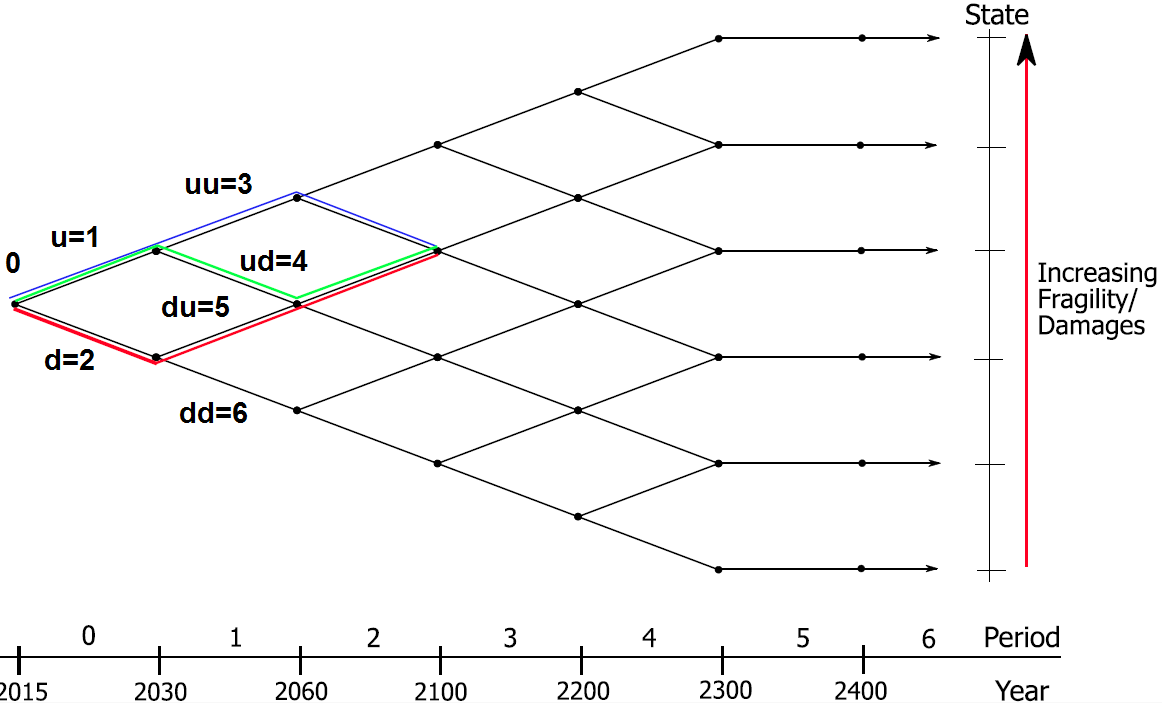 State
uu=3
u=1
0
ud=4
du=5
d=2
dd=6
Increasing
Fragility/
Damages
0 1 2 3 4 5 6 Period
2015 2030 2060 2100 2200 2300 2400 Year